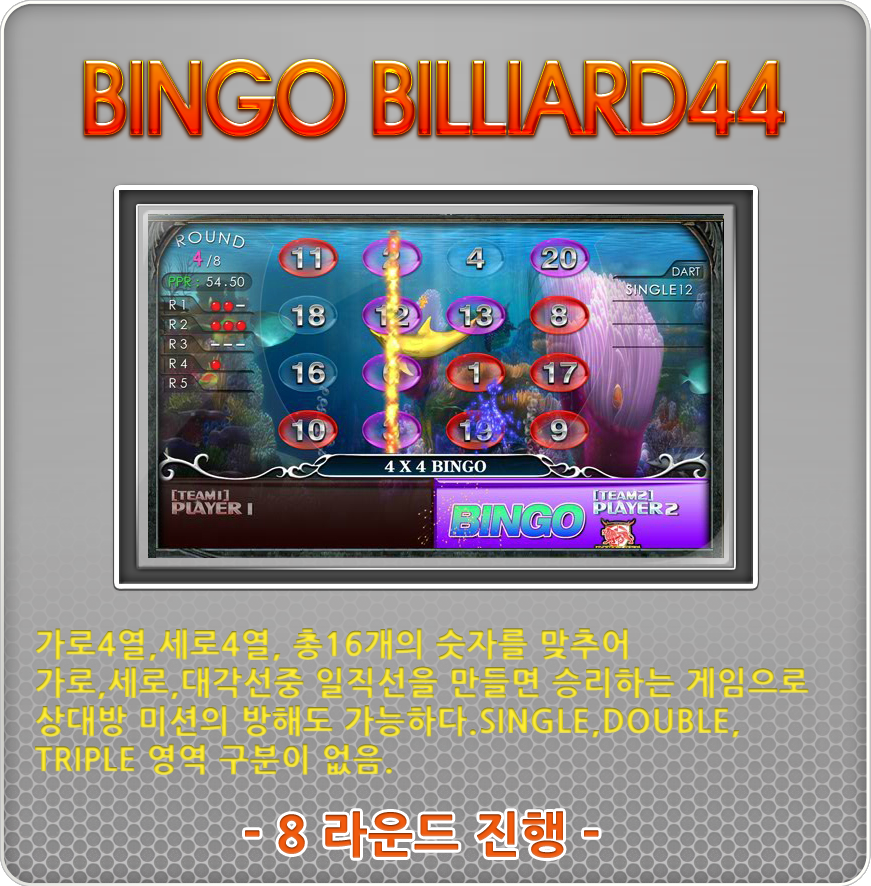 BINGO BILLIARD44
ROUND
4/8
PPR : 54.50
R1
R2
R3
R4
R5
11 4 20
18 12 13 8
16 1 17
10 9
DART
SINGLE12
4 X 4 BINGO
[TEAM1]
PLAYER 1
BINGO
[TEAM2]
PLAYER 2
가로4열,세로4열, 총16개의 숫자를 맞추어
가로,세로,대각선중 일직선을 만들면 승리하는 게임으로
상대방 미션의 방해도 가능하다.SINGLE,DOUBLE,
TRIPLE 영역 구분이 없음.
- 8 라운드 진행 -